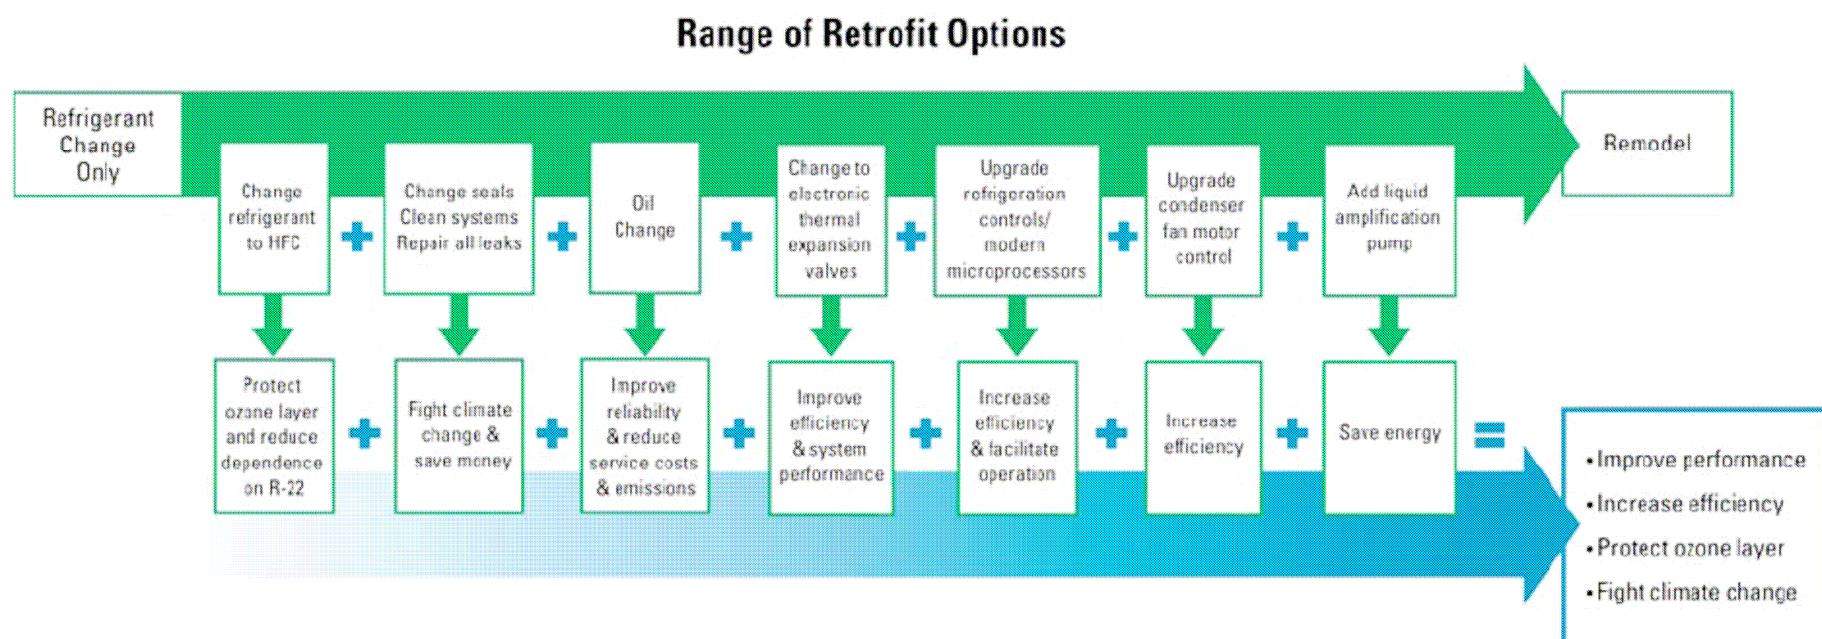 Range of Retrofit Options
Refrigerant
Change
Only
Change
refrigerant
to HFC
Change seals
Clean systems
Repair all leaks
Oil
Change
Change to
electronic
thermal
expansion
valves
Upgrade
refrigeration
controls/
modern
microprocessors
Upgrade
condenser
fan motor
control
Add liquid
amplification
pump
Remodel
Protect
ozone layer
and reduce
dependence
on R-22
Fight climate
change &
save money
Improve
reliability
& reduce
service costs
& emissions
Improve
efficiency
& system
performance
Increase
efficiency
& facilitate
operation
Increase
efficiency
Save energy
• Improve performance
• Increase efficiency
• Protect ozone layer
• Fight climate change